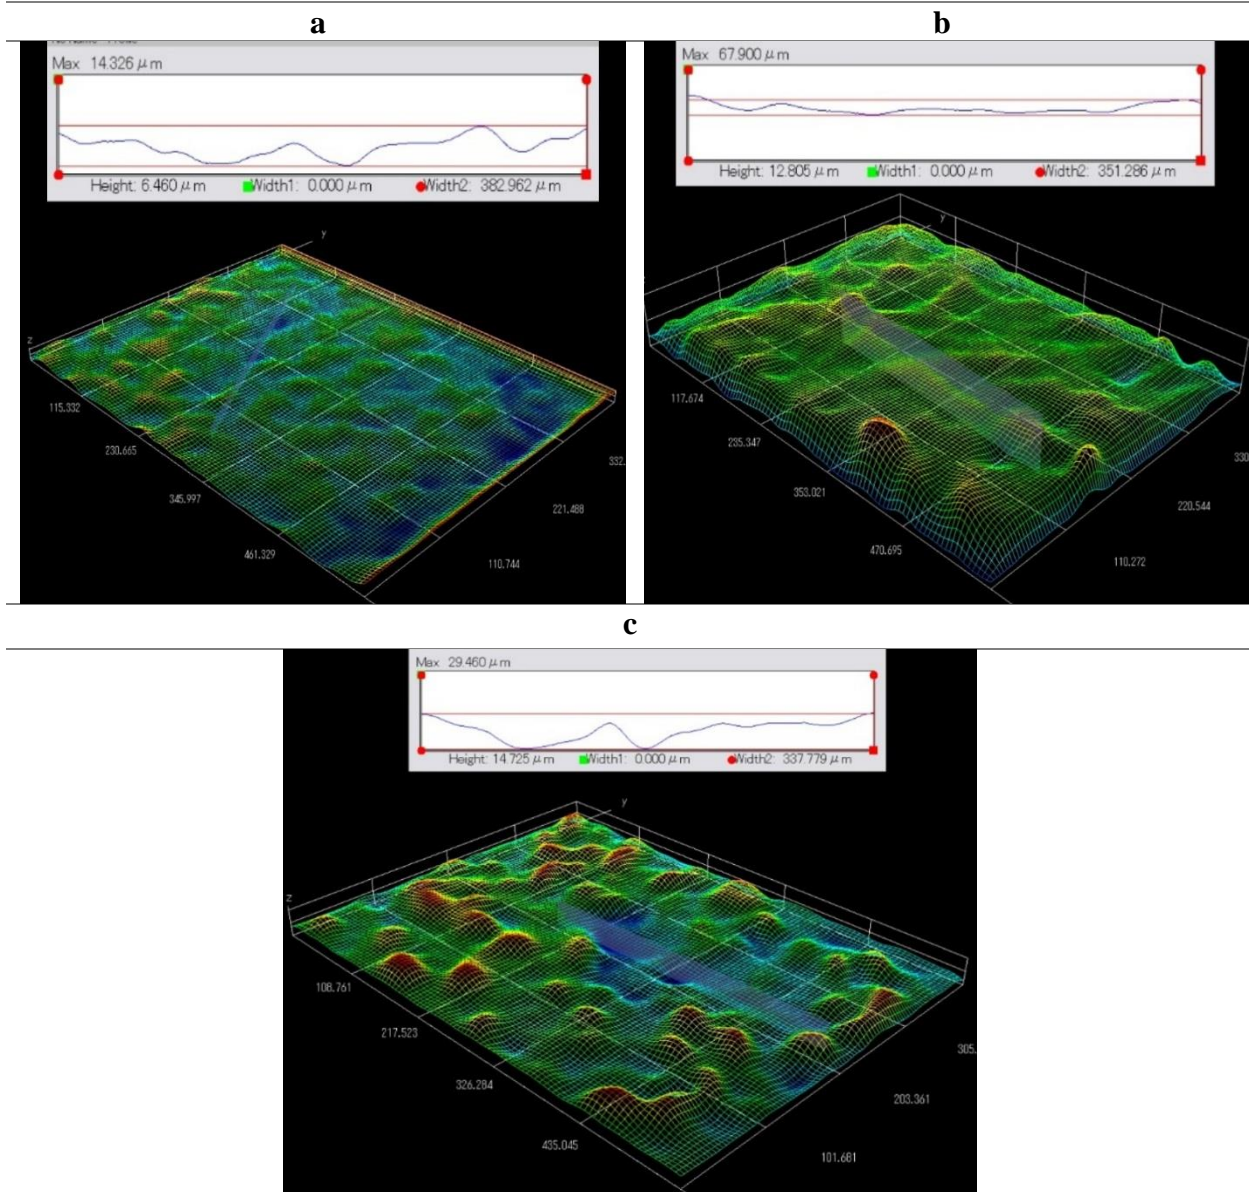 a
b
Max 14.326 μm
Height: 6.460 μm Width1: 0.000 μm Width2: 382.962 μm
y
z
115.332
230.665
345.997
461.329
332.
221.488
110.744
Max 67.900 μm
Height: 12.805 μm Width1: 0.000 μm Width2: 351.286 μm
y
117.674
235.347
353.021
470.695
330
220.544
110.272
c
Max 29.460 μm
Height: 14.725 μm Width1: 0.000 μm Width2: 337.779 μm
y
z
108.761
217.523
326.284
435.045
305.
203.361
101.681